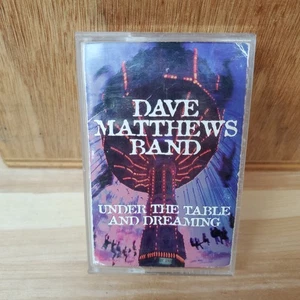 DAVE
MATTHEWS
BAND
UNDER THE TABLE
AND DREAMING